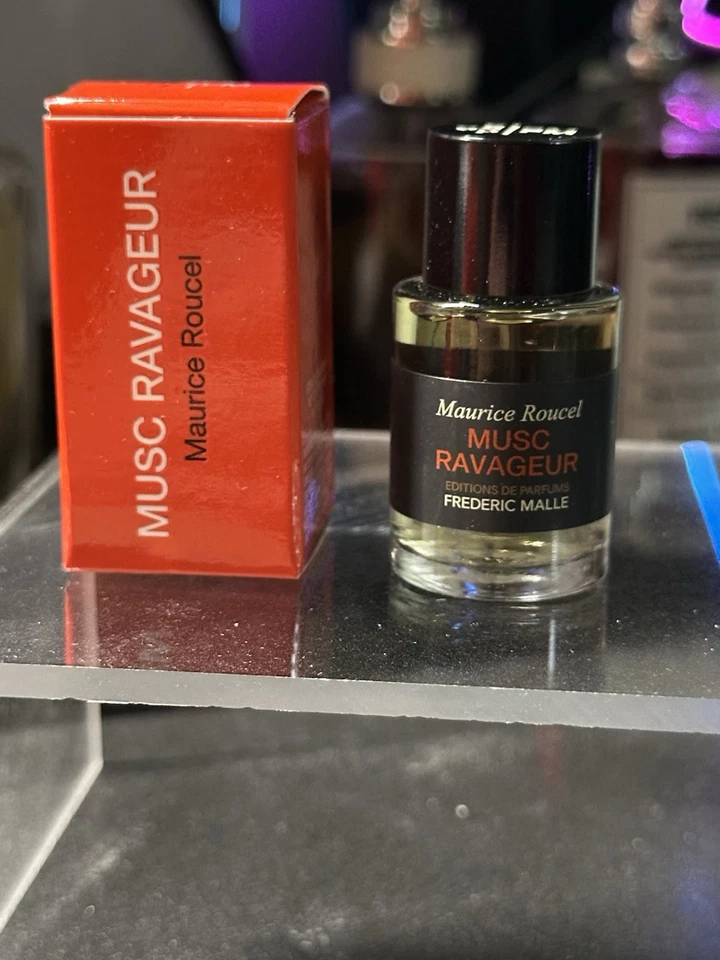 MUSC RAVAGEUR
Maurice Roucel
Maurice Roucel
MUSC
RAVAGEUR
EDITIONS DE PARFUMS
FREDERIC MALLE